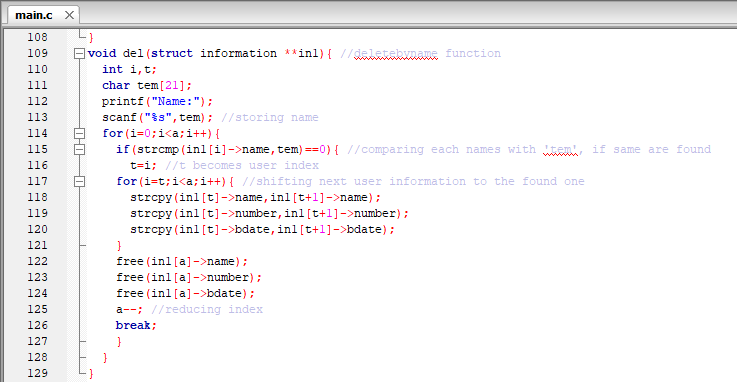 main.c X
108 }
109 void del(struct information **inl){ //deletebyname function
110 int i,t;
111 char tem[21];
112 printf("Name:");
113 scanf("%s",tem); //storing name
114 for(i=0;i<a;i++){
115 if(strcmp(inl[i]->name,tem)==0){ //comparing each names with 'tem', if same are found
116 t=i; //t becomes user index
117 for(i=t;i<a;i++){ //shifting next user information to the found one
118 strcpy(inl[t]->name,inl[t+1]->name);
119 strcpy(inl[t]->number,inl[t+1]->number);
120 strcpy(inl[t]->bdate,inl[t+1]->bdate);
121 }
122 free(inl[a]->name);
123 free(inl[a]->number);
124 free(inl[a]->bdate);
125 a--; //reducing index
126 break;
127 }
128 }
129 }